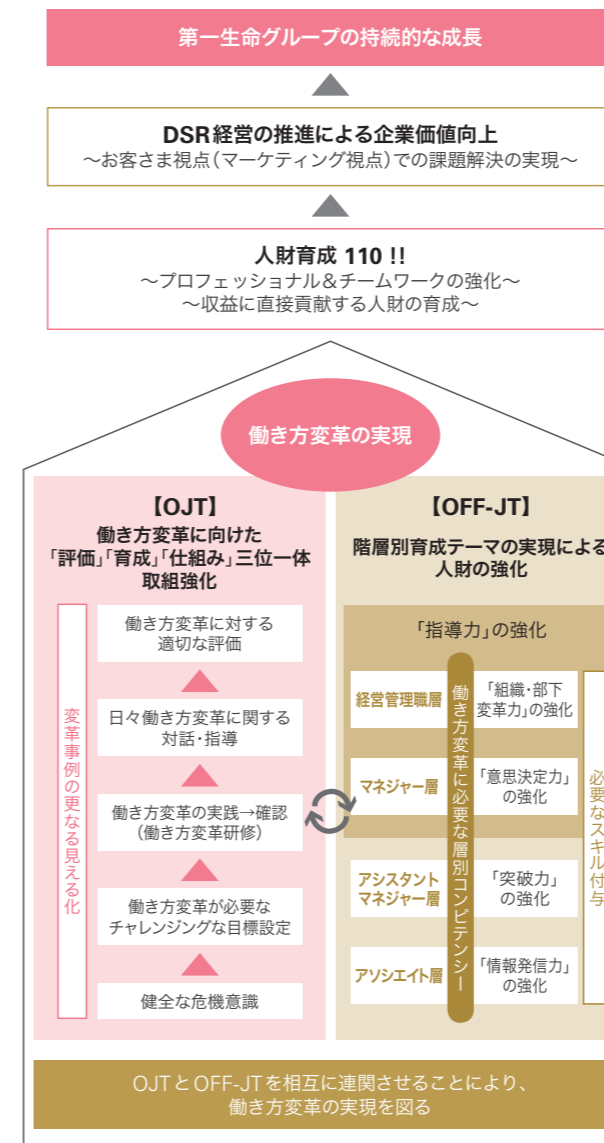 第一生命グループの持続的な成長
DSR経営の推進による企業価値向上
～お客さま視点（マーケティング視点）での課題解決の実現～
人財育成 110 !!
～プロフェッショナル＆チームワークの強化～
～収益に直接貢献する人財の育成～
働き方変革の実現
【OJT】
働き方変革に向けた
「評価」「育成」「仕組み」三位一体
取組強化
変革事例の更なる見える化
働き方変革に対する
適切な評価
日々働き方変革に関する
対話・指導
働き方変革の実践→確認
（働き方変革研修）
働き方変革が必要な
チャレンジングな目標設定
健全な危機意識
【OFF-JT】
階層別育成テーマの実現による
人財の強化
「指導力」の強化
働き方変革に必要な層別コンピテンシー
経営管理職層
「組織・部下
変革力」の強化
マネジャー層
「意思決定力」
の強化
アシスタント
マネジャー層
「突破力」
の強化
アソシエイト層
「情報発信力」
の強化
必要なスキル付与
OJTとOFF-JTを相互に連関させることにより、
働き方変革の実現を図る